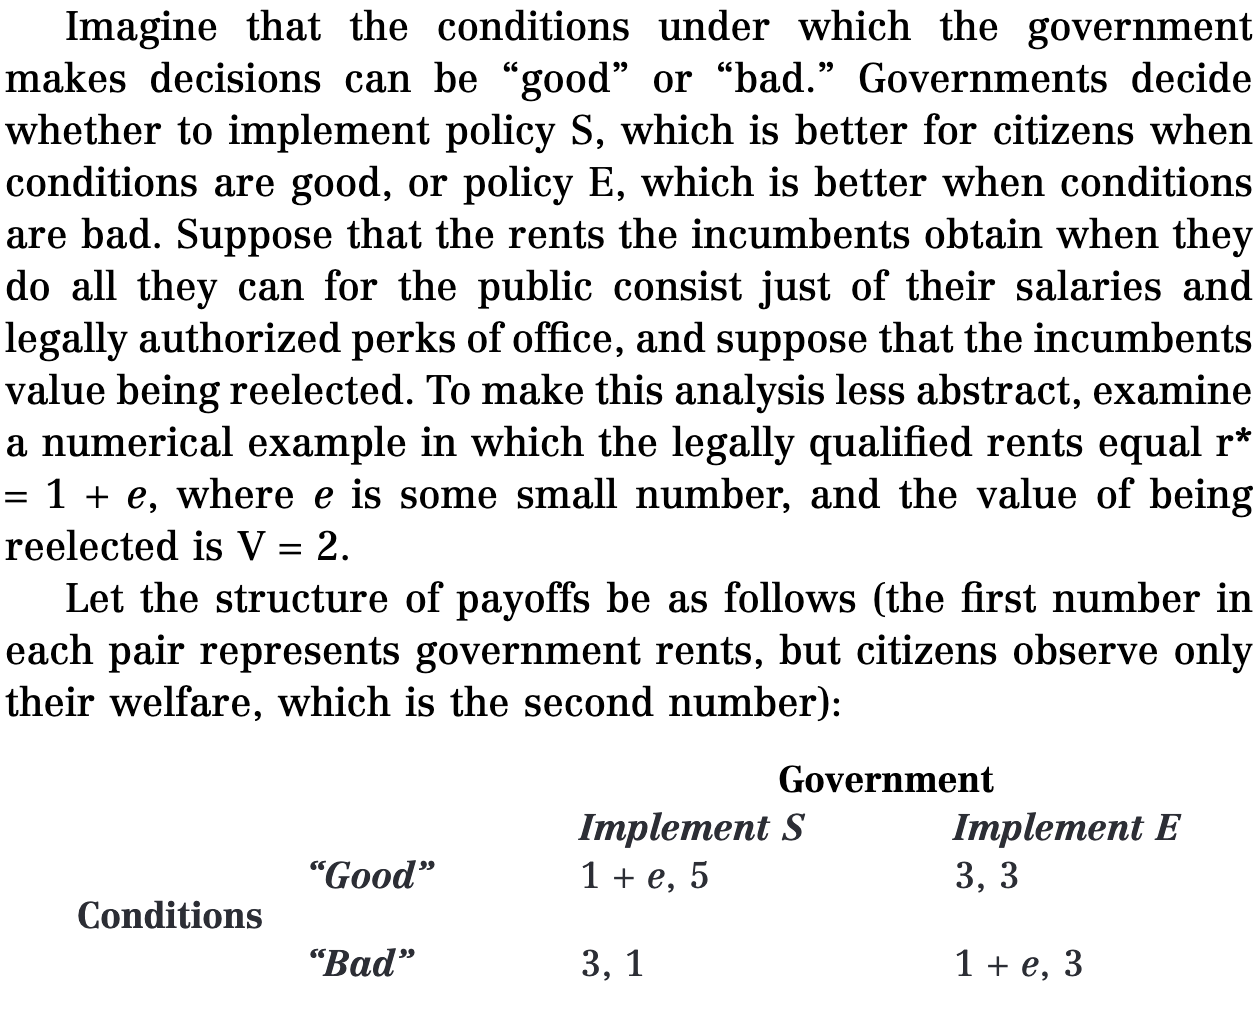 Imagine that the conditions under which the government
makes decisions can be “good” or “bad.” Governments decide
whether to implement policy S, which is better for citizens when
conditions are good, or policy E, which is better when conditions
are bad. Suppose that the rents the incumbents obtain when they
do all they can for the public consist just of their salaries and
legally authorized perks of office, and suppose that the incumbents
value being reelected. To make this analysis less abstract, examine
a numerical example in which the legally qualified rents equal r*
= 1 + e, where e is some small number, and the value of being
reelected is V = 2.
Let the structure of payoffs be as follows (the first number in
each pair represents government rents, but citizens observe only
their welfare, which is the second number):
Government
Implement S Implement E
“Good” 1 + e, 5 3, 3
Conditions
“Bad” 3, 1 1 + e, 3